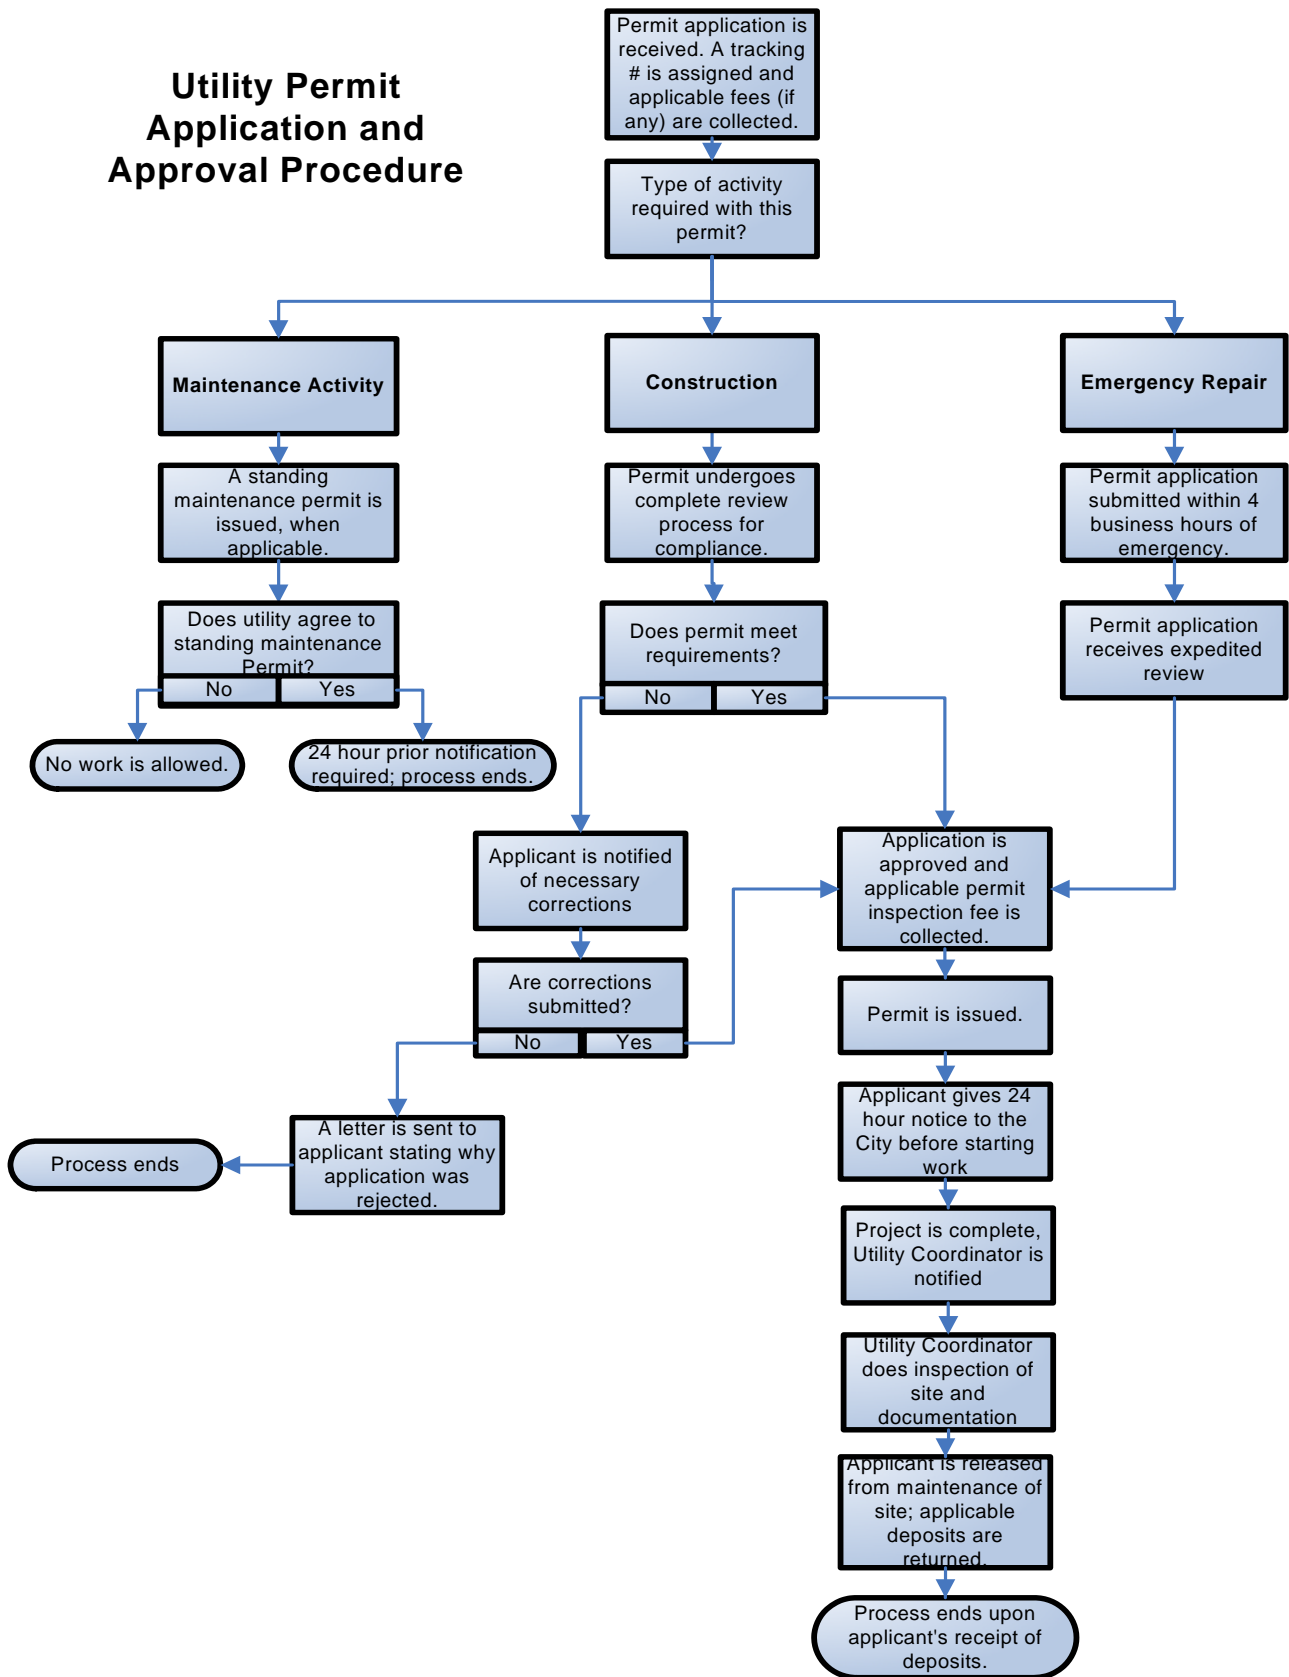 Utility Permit
Application and
Approval Procedure
Permit application is
received. A tracking
# is assigned and
applicable fees (if
any) are collected.
Type of activity
required with this
permit?
Maintenance Activity
Construction
Emergency Repair
A standing
maintenance permit is
issued, when
applicable.
Permit undergoes
complete review
process for
compliance.
Permit application
submitted within 4
business hours of
emergency.
Does utility agree to
standing maintenance
Permit?
No
Yes
Does permit meet
requirements?
No
Yes
Permit application
receives expedited
review
No work is allowed.
24 hour prior notification
required; process ends.
Applicant is notified
of necessary
corrections
Application is
approved and
applicable permit
inspection fee is
collected.
Are corrections
submitted?
No
Yes
Permit is issued.
Applicant gives 24
hour notice to the
City before starting
work
A letter is sent to
applicant stating why
application was
rejected.
Process ends
Project is complete,
Utility Coordinator is
notified
Utility Coordinator
does inspection of
site and
documentation
Applicant is released
from maintenance of
site; applicable
deposits are
returned.
Process ends upon
applicant's receipt of
deposits.